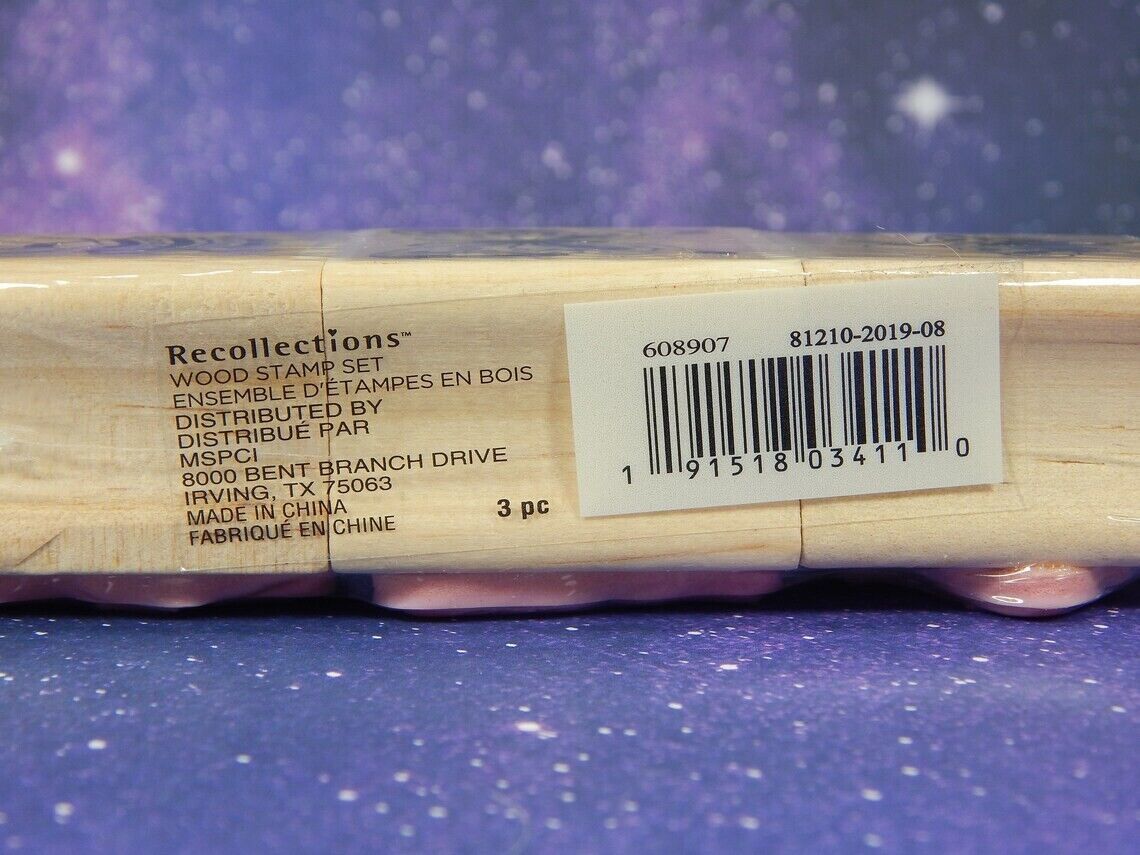 Recollections™
WOOD STAMP SET
ENSEMBLE D'ÉTAMPES EN BOIS
DISTRIBUTED BY
DISTRIBUÉ PAR
MSPCI
8000 BENT BRANCH DRIVE
IRVING, TX 75063
MADE IN CHINA
FABRIQUÉ EN CHINE
3 pc
608907 81210-2019-08
1 91518 03411 0